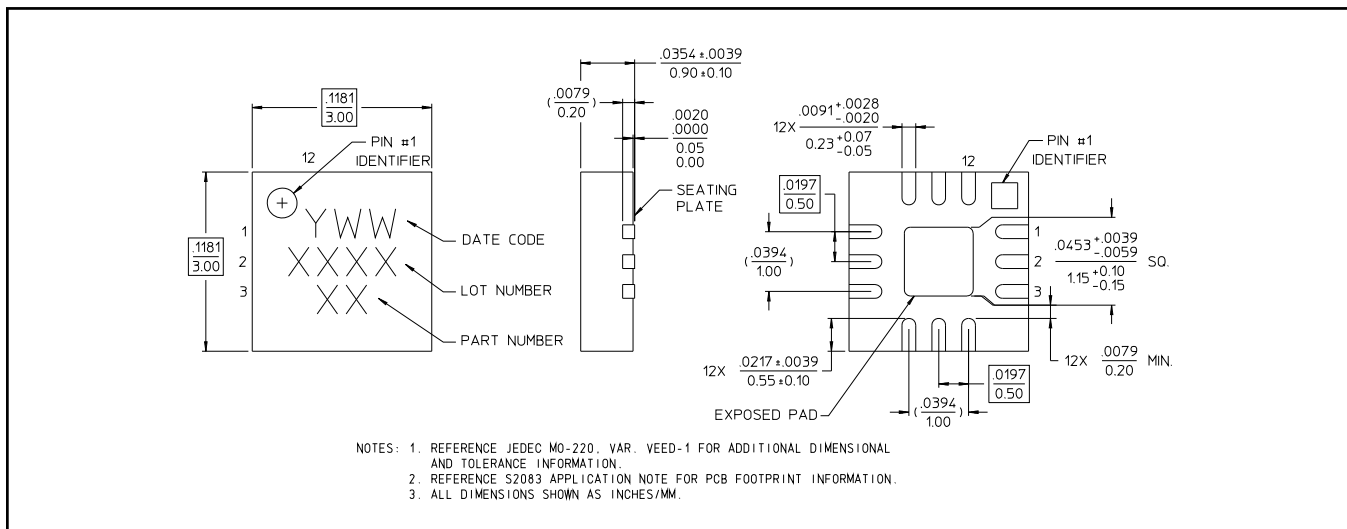 .1181
3.00
PIN #1
IDENTIFIER
12
.1181
3.00
1
2
3
YWW
XXXX
XX
DATE CODE
LOT NUMBER
PART NUMBER
.0354 ±.0039
0.90 ±0.10
(.0079
0.20)
.0020
.0000
0.05
0.00
SEATING
PLATE
12X .0091 +.0028
-.0020
0.23 +0.07
-0.05
12
PIN #1
IDENTIFIER
.0197
0.50
(.0394
1.00)
1
2
3
.0453 +.0039
-.0059 SQ.
1.15 +0.10
-0.15
12X .0217 ±.0039
0.55 ±0.10
12X .0079 MIN.
0.20
.0197
0.50
(.0394
1.00)
EXPOSED PAD
NOTES: 1. REFERENCE JEDEC MO-220, VAR. VEED-1 FOR ADDITIONAL DIMENSIONAL
AND TOLERANCE INFORMATION.
2. REFERENCE S2083 APPLICATION NOTE FOR PCB FOOTPRINT INFORMATION.
3. ALL DIMENSIONS SHOWN AS INCHES/MM.